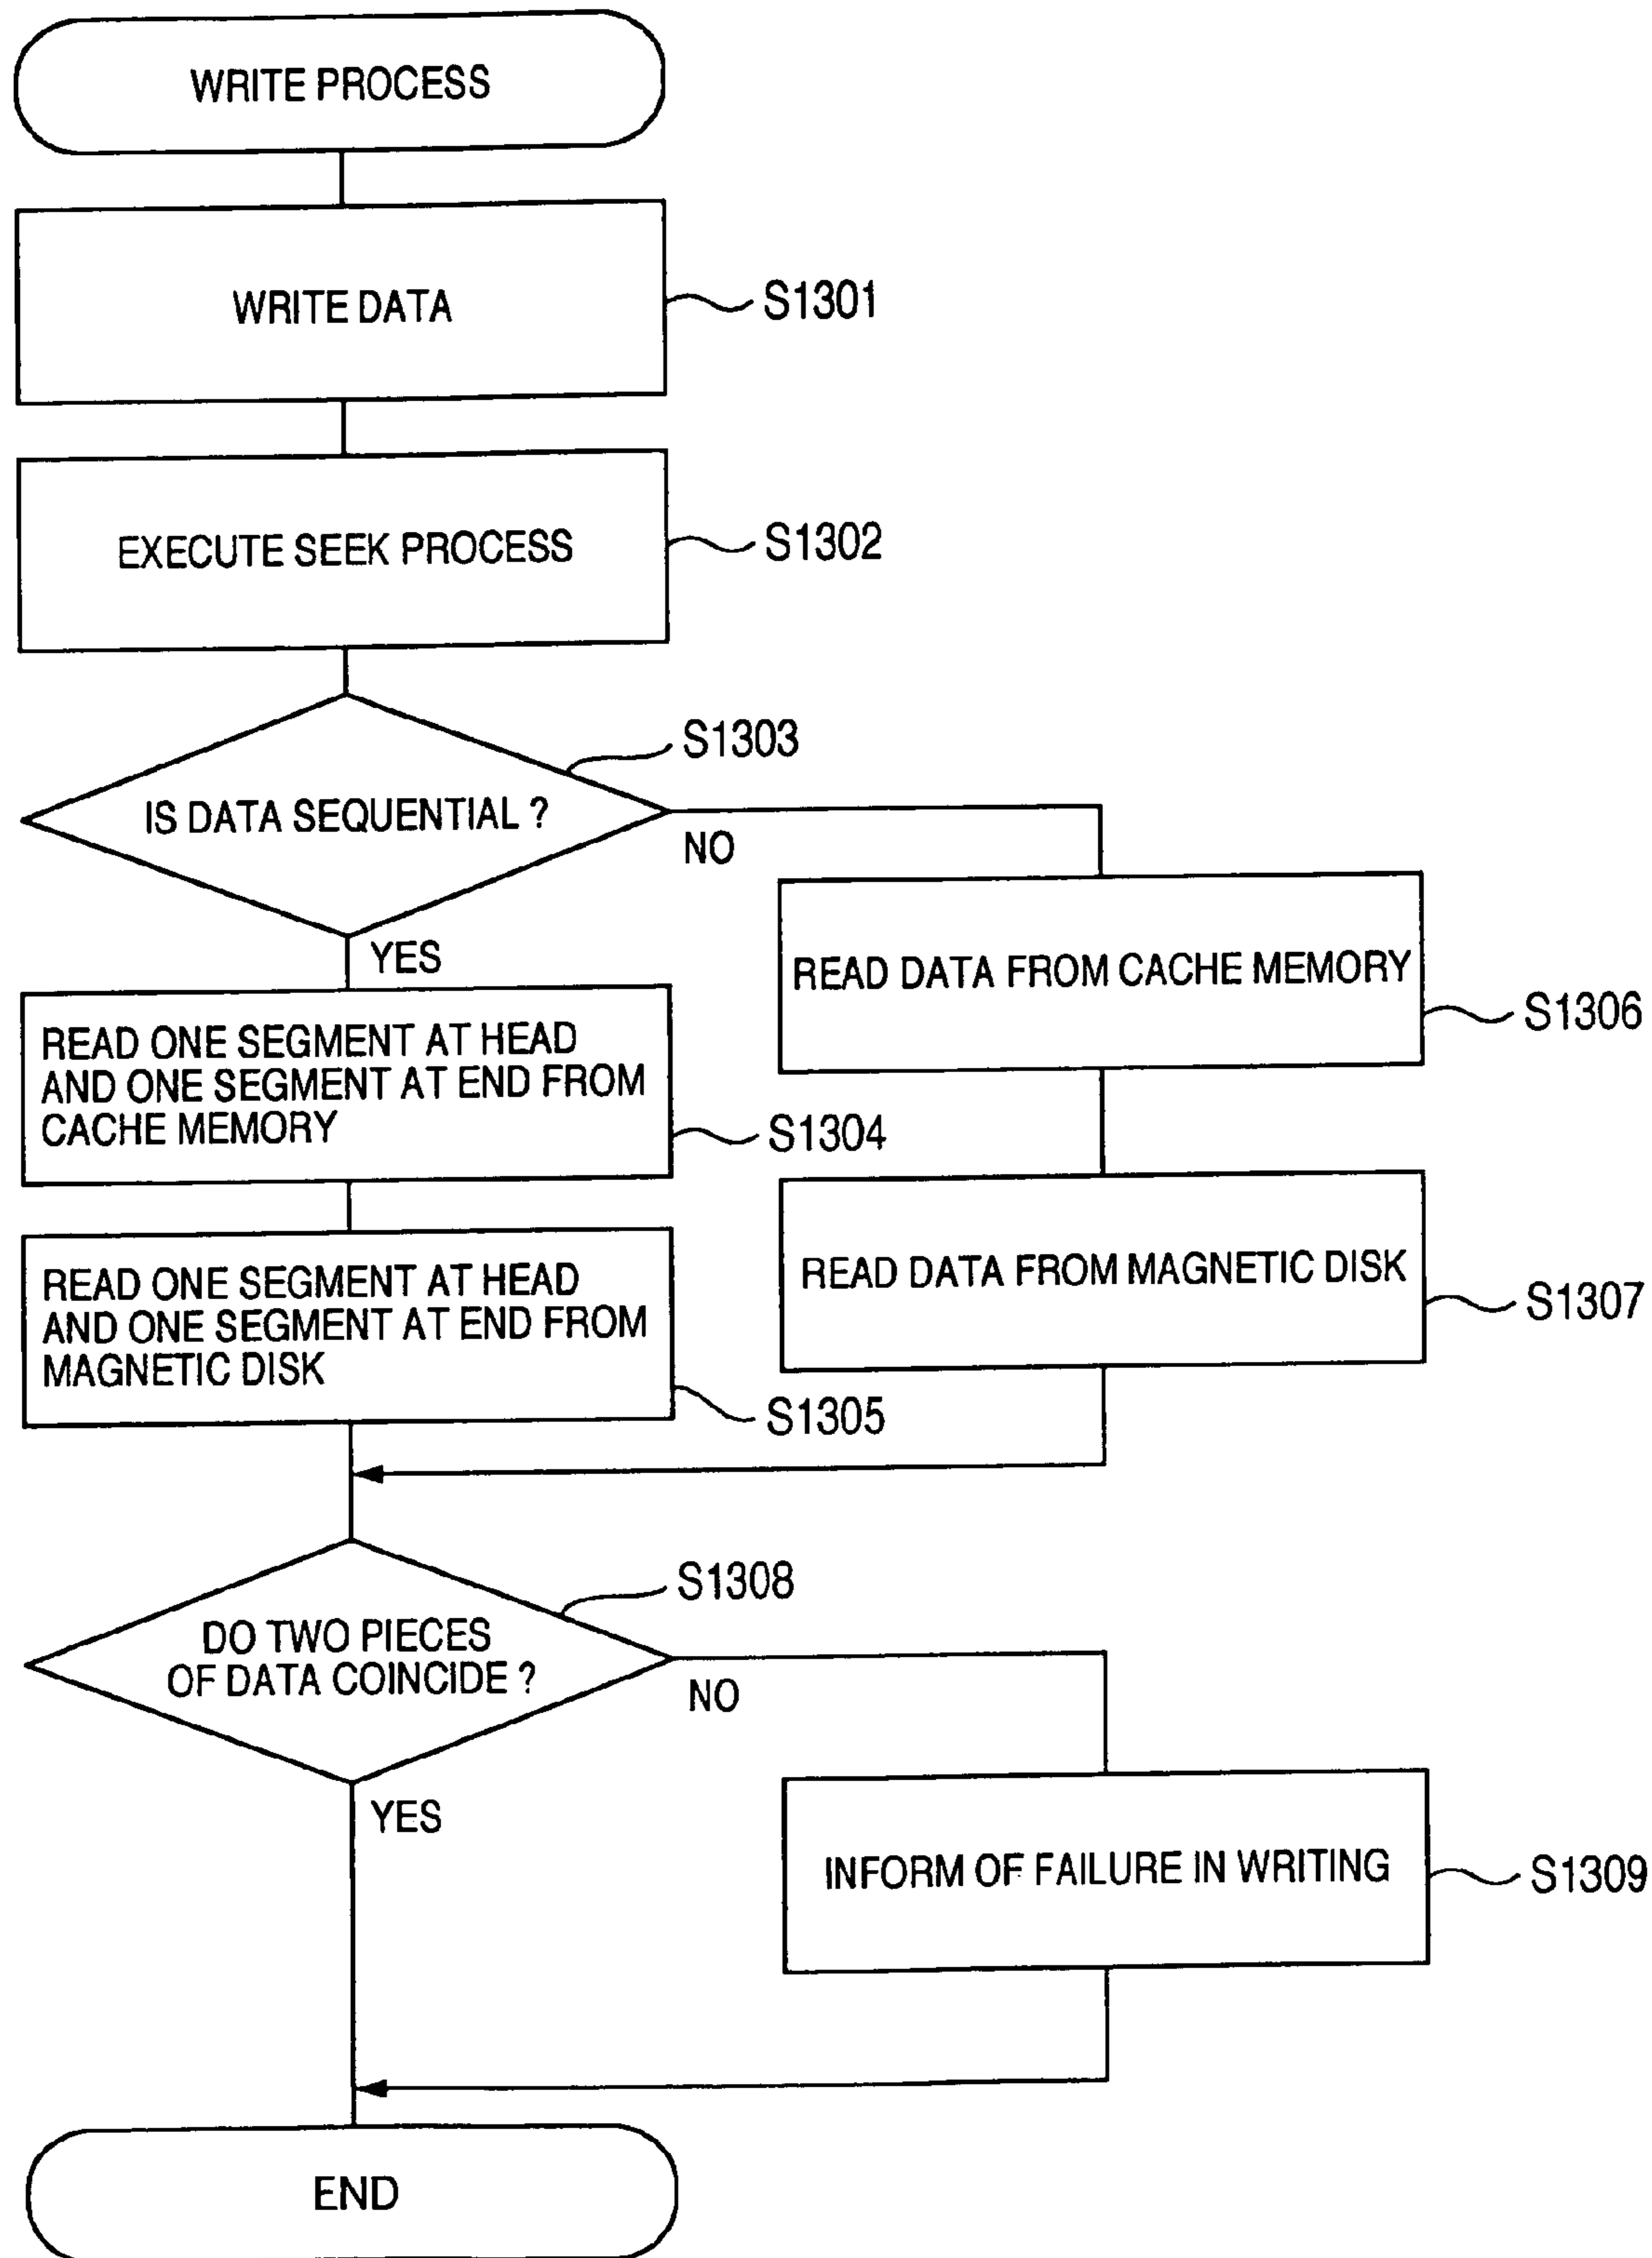 WRITE PROCESS
WRITE DATA
S1301
EXECUTE SEEK PROCESS
S1302
S1303
IS DATA SEQUENTIAL ?
NO
YES
READ DATA FROM CACHE MEMORY
S1306
READ ONE SEGMENT AT HEAD
AND ONE SEGMENT AT END FROM
CACHE MEMORY
S1304
READ DATA FROM MAGNETIC DISK
S1307
READ ONE SEGMENT AT HEAD
AND ONE SEGMENT AT END FROM
MAGNETIC DISK
S1305
S1308
DO TWO PIECES
OF DATA COINCIDE ?
NO
YES
INFORM OF FAILURE IN WRITING
S1309
END